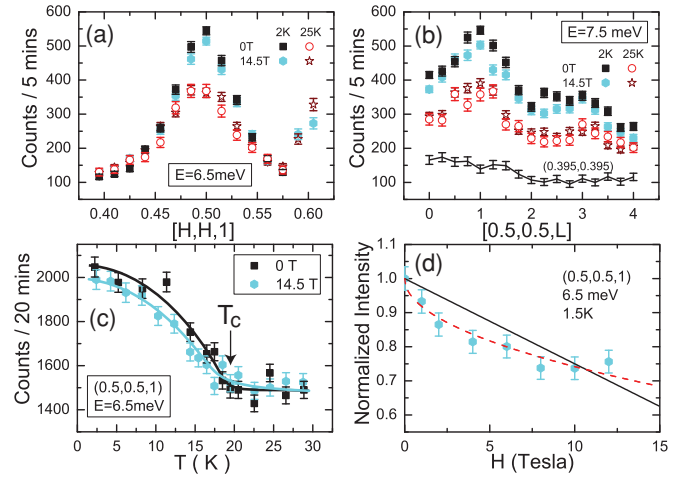 (a)
2K 25K
0T
14.5T
E=6.5meV
Counts / 5 mins
600
500
400
300
200
100
0.40 0.45 0.50 0.55 0.60
[H,H,1]
(b)
E=7.5 meV
2K 25K
0T
14.5T
(0.395,0.395)
Counts / 5 mins
600
500
400
300
200
100
0 1 2 3 4
[0.5,0.5,L]
(c)
0 T
14.5 T
Tc
(0.5,0.5,1)
E=6.5meV
Counts / 20 mins
2000
1800
1600
1400
0 5 10 15 20 25 30
T ( K )
(d)
(0.5,0.5,1)
6.5 meV
1.5K
Normalized Intensity
1.1
1.0
0.9
0.8
0.7
0.6
0 5 10 15
H (Tesla)